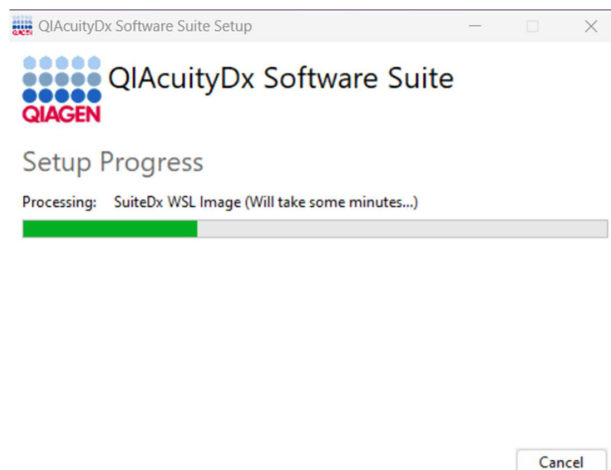 QIAGEN QIAcuityDx Software Suite Setup
QIAcuityDx Software Suite
QIAGEN
Setup Progress
Processing: SuiteDx WSL Image (Will take some minutes...)
Cancel